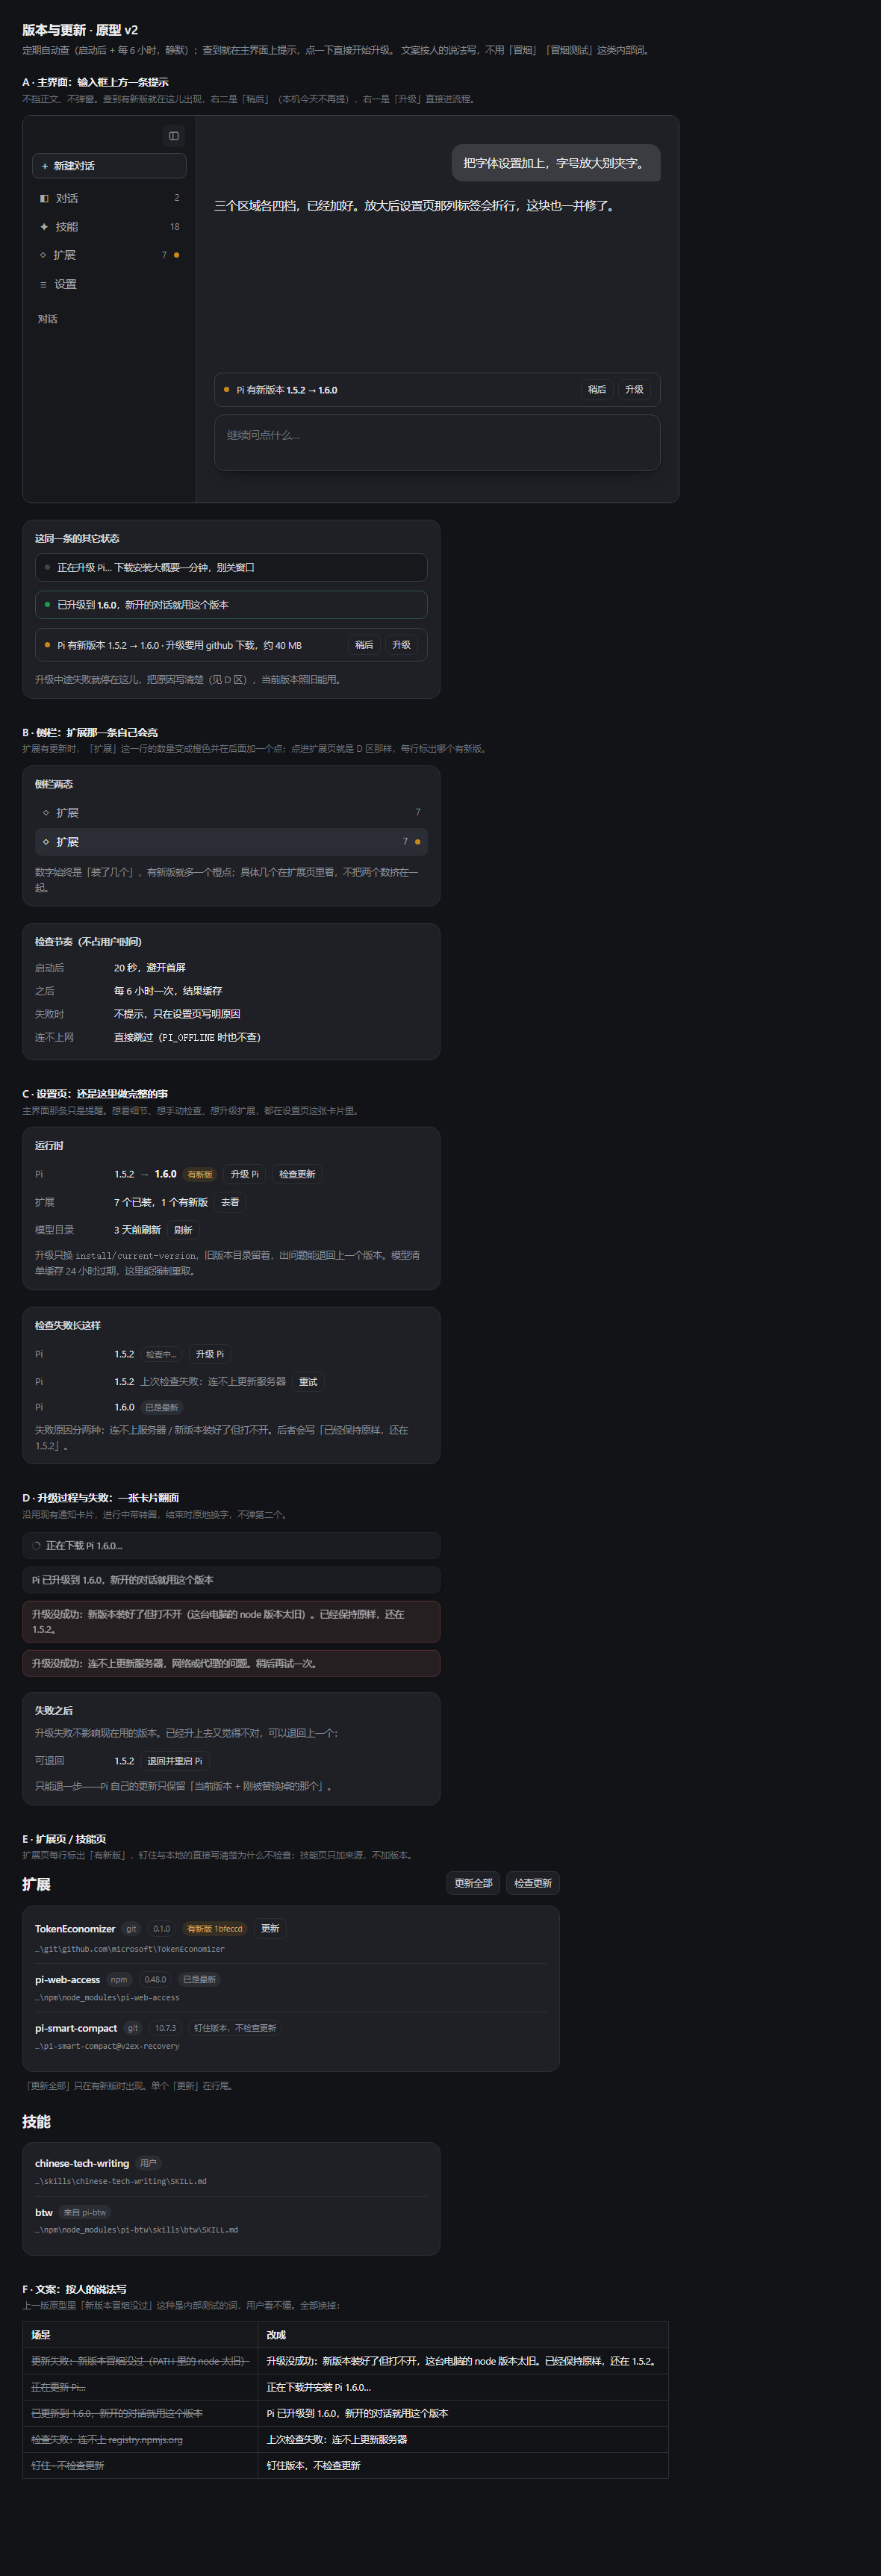 版本与更新 · 原型 v2
定期自动查（启动后 + 每 6 小时，静默）；查到就在主界面上提示，点一下直接开始升级。 文案按人的说法写，不用「冒烟」「冒烟测试」这类内部词。
A · 主界面：输入框上方一条提示
不挡正文、不弹窗。查到有新版就在这儿出现，右二是「稍后」（本机今天不再提），右一是「升级」直接进流程。
+ 新建对话
对话 2
技能 18
扩展 7
设置
对话
把字体设置加上，字号放大别夹字。
三个区域各四档，已经加好。放大后设置页那列标签会折行，这块也一并修了。
Pi 有新版本 1.5.2 → 1.6.0 稍后 升级
继续问点什么…
这同一条的其它状态
正在升级 Pi… 下载安装大概要一分钟，别关窗口
已升级到 1.6.0，新开的对话就用这个版本
Pi 有新版本 1.5.2 → 1.6.0 · 升级要用 github 下载，约 40 MB 稍后 升级
升级中途失败就停在这儿，把原因写清楚（见 D 区），当前版本照旧能用。
B · 侧栏：扩展那一条自己会亮
扩展有更新时，「扩展」这一行的数量变成橙色并在后面加一个点；点进扩展页就是 D 区那样，每行标出哪个有新版。
侧栏两态
扩展 7
扩展 7
数字始终是「装了几个」，有新版就多一个橙点；具体几个在扩展页里看，不把两个数挤在一
起。
检查节奏（不占用户时间）
启动后 20 秒，避开首屏
之后 每 6 小时一次，结果缓存
失败时 不提示，只在设置页写明原因
连不上网 直接跳过（PI_OFFLINE 时也不查）
C · 设置页：还是这里做完整的事
主界面那条只是提醒。想看细节、想手动检查、想升级扩展，都在设置页这张卡片里。
运行时
Pi 1.5.2 → 1.6.0 有新版 升级 Pi 检查更新
扩展 7 个已装，1 个有新版 去看
模型目录 3 天前刷新 刷新
升级只换 install/current-version，旧版本目录留着，出问题能退回上一个版本。模型清
单缓存 24 小时过期，这里能强制重取。
检查失败长这样
Pi 1.5.2 检查中… 升级 Pi
Pi 1.5.2 上次检查失败：连不上更新服务器 重试
Pi 1.6.0 已是最新
失败原因分两种：连不上服务器 / 新版本装好了但打不开。后者会写「已经保持原样，还在
1.5.2」。
D · 升级过程与失败：一张卡片翻面
沿用现有通知卡片，进行中带转圈，结束时原地换字，不弹第二个。
正在下载 Pi 1.6.0…
Pi 已升级到 1.6.0，新开的对话就用这个版本
升级没成功：新版本装好了但打不开（这台电脑的 node 版本太旧）。已经保持原样，还在
1.5.2。
升级没成功：连不上更新服务器，网络或代理的问题。稍后再试一次。
失败之后
升级失败不影响现在用的版本。已经升上去又觉得不对，可以退回上一个：
可退回 1.5.2 退回并重启 Pi
只能退一步——Pi 自己的更新只保留「当前版本 + 刚被替换掉的那个」。
E · 扩展页 / 技能页
扩展页每行标出「有新版」，钉住与本地的直接写清楚为什么不检查；技能页只加来源，不加版本。
扩展 更新全部 检查更新
TokenEconomizer git 0.1.0 有新版 1bfeccd 更新
…\git\github.com\microsoft\TokenEconomizer
pi-web-access npm 0.48.0 已是最新
…\npm\node_modules\pi-web-access
pi-smart-compact git 10.7.3 钉住版本，不检查更新
…\pi-smart-compact@v2ex-recovery
「更新全部」只在有新版时出现。单个「更新」在行尾。
技能
chinese-tech-writing 用户
…\skills\chinese-tech-writing\SKILL.md
btw 来自 pi-btw
…\npm\node_modules\pi-btw\skills\btw\SKILL.md
F · 文案：按人的说法写
上一版原型里「新版本冒烟没过」这种是内部测试的词，用户看不懂。全部换掉：
场景 改成
更新失败：新版本冒烟没过（PATH 里的 node 太旧） 升级没成功：新版本装好了但打不开，这台电脑的 node 版本太旧。已经保持原样，还在 1.5.2。
正在更新 Pi… 正在下载并安装 Pi 1.6.0…
已更新到 1.6.0，新开的对话就用这个版本 Pi 已升级到 1.6.0，新开的对话就用这个版本
检查失败：连不上 registry.npmjs.org 上次检查失败：连不上更新服务器
钉住 · 不检查更新 钉住版本，不检查更新